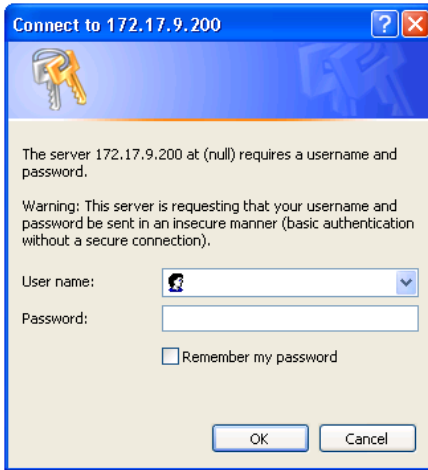 Connect to 172.17.9.200
The server 172.17.9.200 at (null) requires a username and
password.
Warning: This server is requesting that your username and
password be sent in an insecure manner (basic authentication
without a secure connection).
User name:
Password:
Remember my password
OK
Cancel